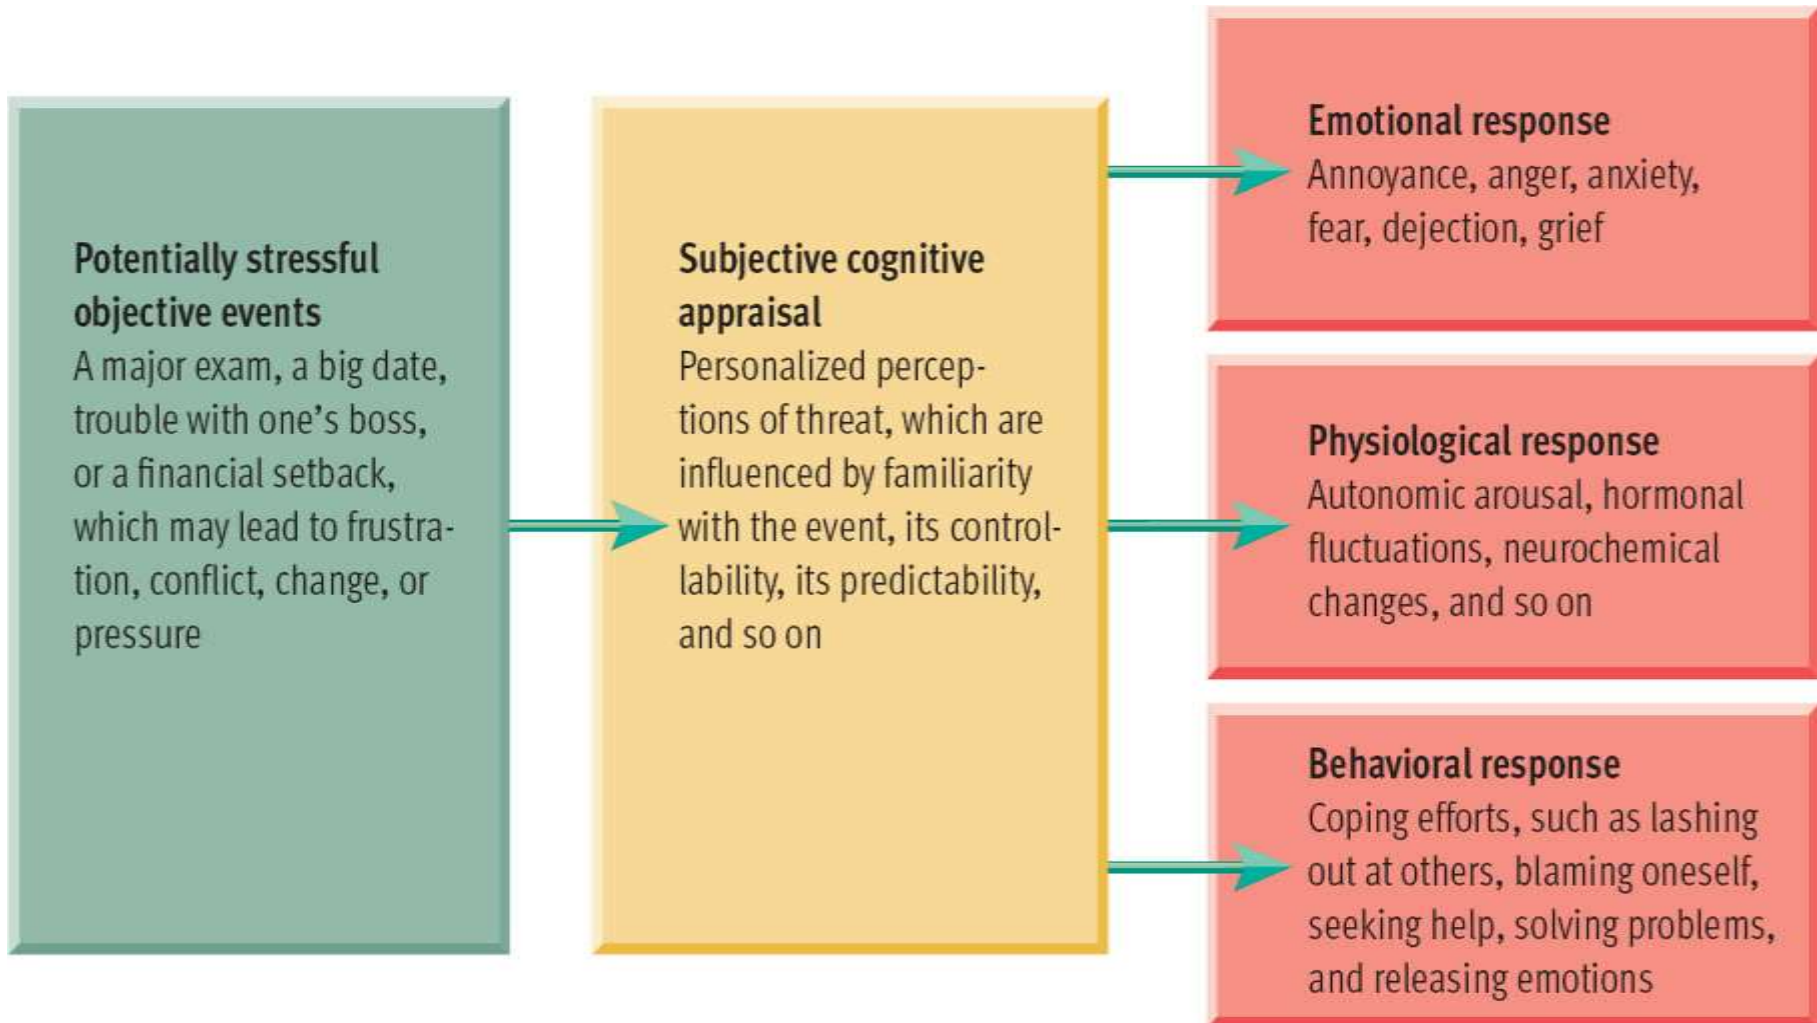 Potentially stressful
objective events
A major exam, a big date,
trouble with one's boss,
or a financial setback,
which may lead to frustra-
tion, conflict, change, or
pressure
Subjective cognitive
appraisal
Personalized percep-
tions of threat, which are
influenced by familiarity
with the event, its control-
lability, its predictability,
and so on
Emotional response
Annoyance, anger, anxiety,
fear, dejection, grief
Physiological response
Autonomic arousal, hormonal
fluctuations, neurochemical
changes, and so on
Behavioral response
Coping efforts, such as lashing
out at others, blaming oneself,
seeking help, solving problems,
and releasing emotions